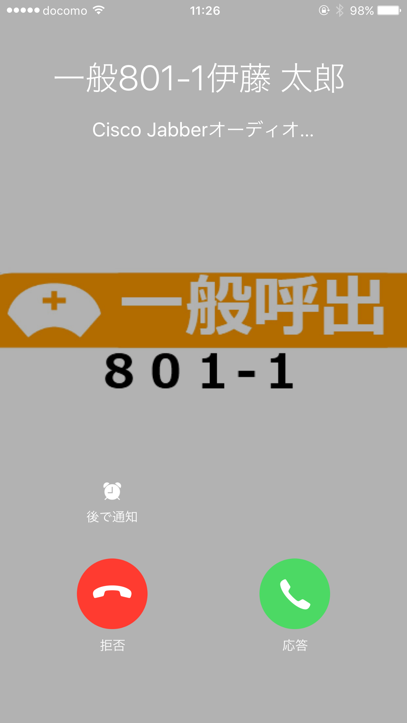 docomo 11:26 98%
一般801-1伊藤 太郎
Cisco Jabberオーディオ...
一般呼出
801-1
後で通知
拒否 応答